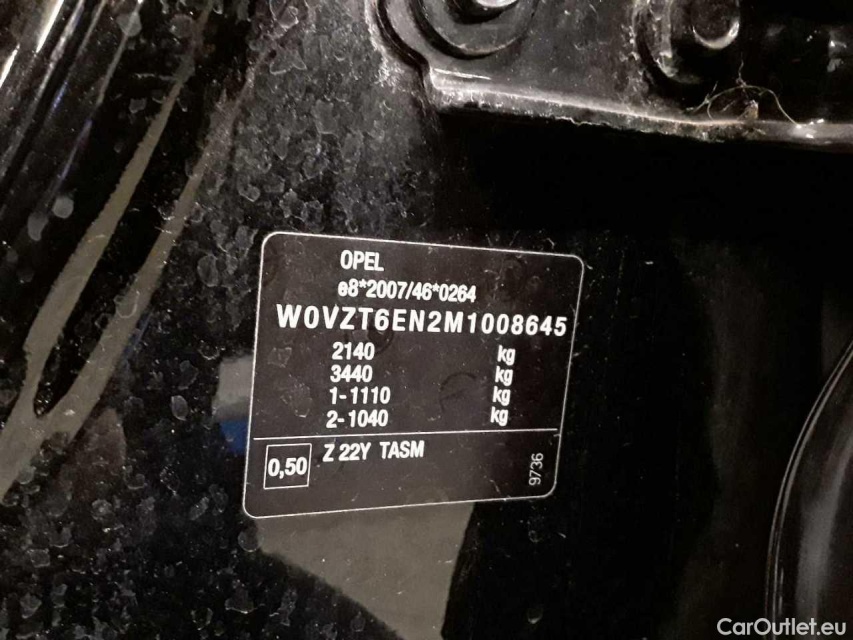 OPEL
e8*2007/46*0264
W0VZT6EN2M1008645
2140 kg
3440 kg
1-1110 kg
2-1040 kg
0,50 Z 22Y TASM
9736
CarOutlet.eu